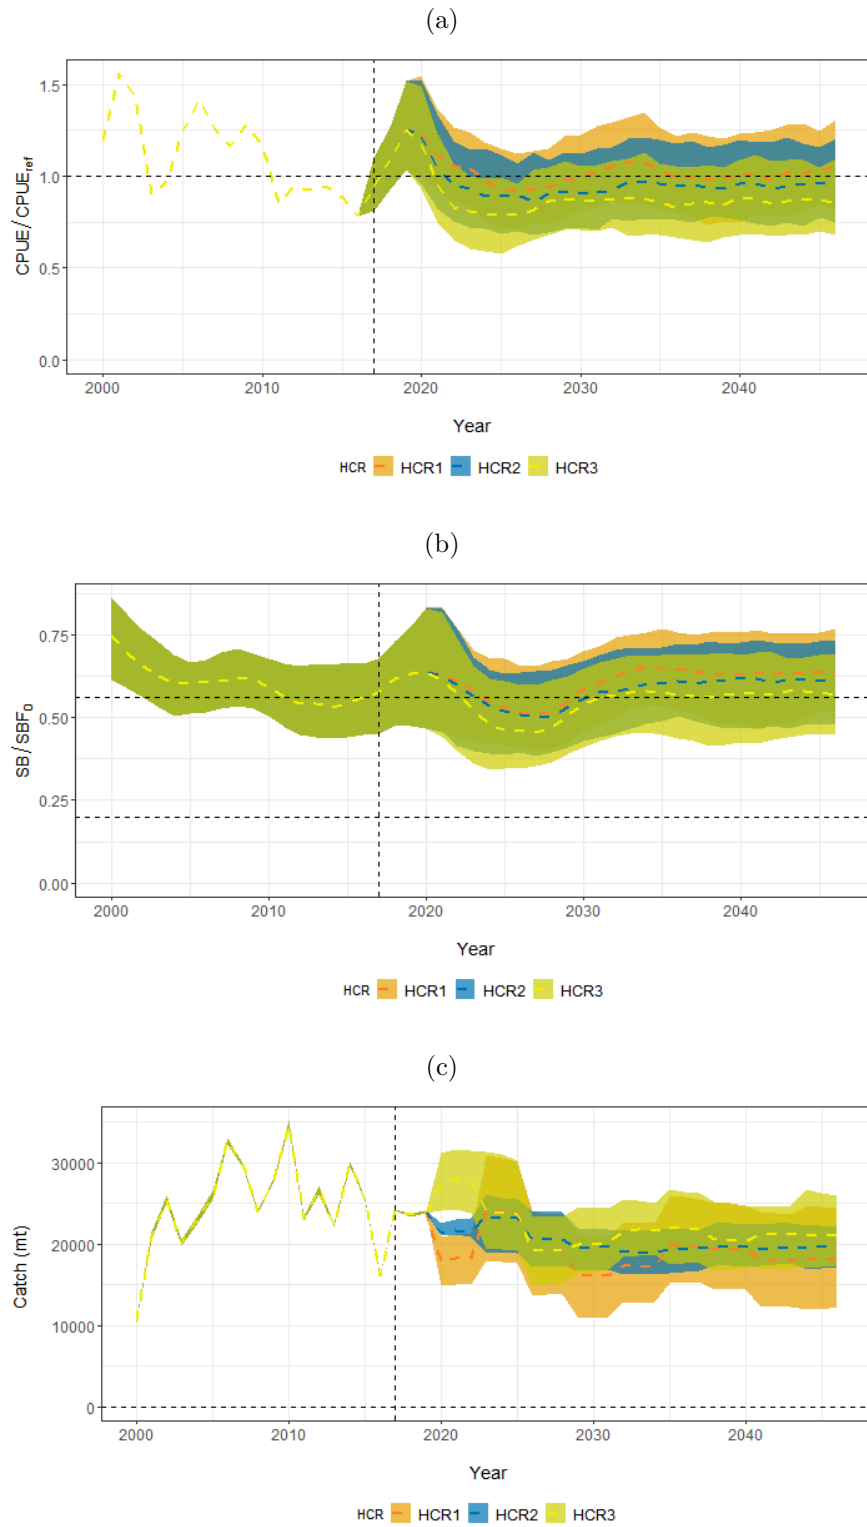 (a)
CPUE/CPUEref
1.5
1.0
0.5
0.0
2000 2010 2020 2030 2040
Year
HCR HCR1 HCR2 HCR3
(b)
SB/SBF0
0.75
0.50
0.25
0.00
2000 2010 2020 2030 2040
Year
HCR HCR1 HCR2 HCR3
(c)
Catch (mt)
30000
20000
10000
0
2000 2010 2020 2030 2040
Year
HCR HCR1 HCR2 HCR3